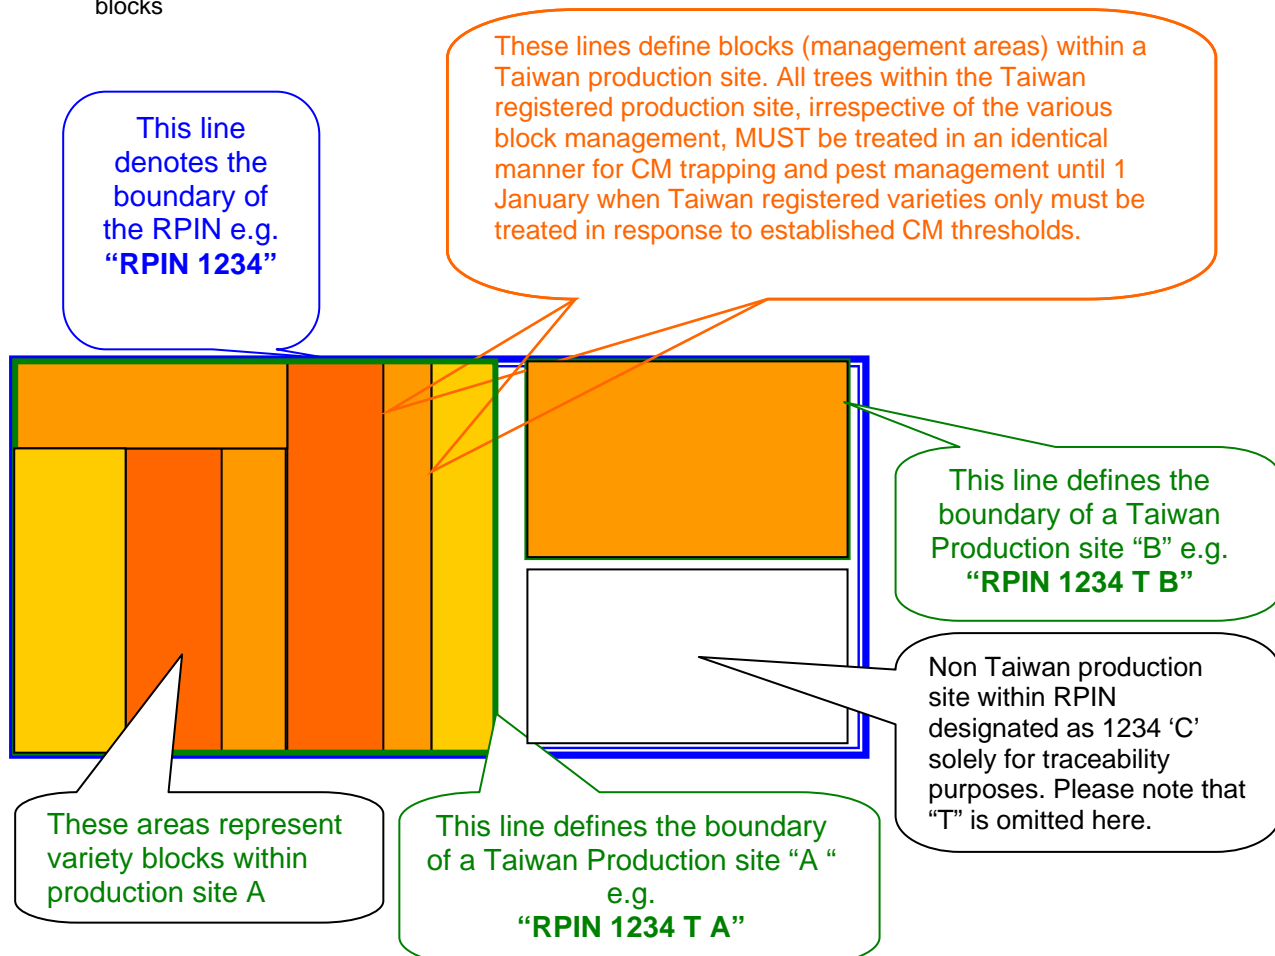 blocks
These lines define blocks (management areas) within a
Taiwan production site. All trees within the Taiwan
registered production site, irrespective of the various
block management, MUST be treated in an identical
manner for CM trapping and pest management until 1
January when Taiwan registered varieties only must be
treated in response to established CM thresholds.
This line
denotes the
boundary of
the RPIN e.g.
“RPIN 1234”
This line defines the
boundary of a Taiwan
Production site “B” e.g.
“RPIN 1234 T B”
Non Taiwan production
site within RPIN
designated as 1234 ‘C’
solely for traceability
purposes. Please note that
“T” is omitted here.
These areas represent
variety blocks within
production site A
This line defines the boundary
of a Taiwan Production site “A “
e.g.
“RPIN 1234 T A”